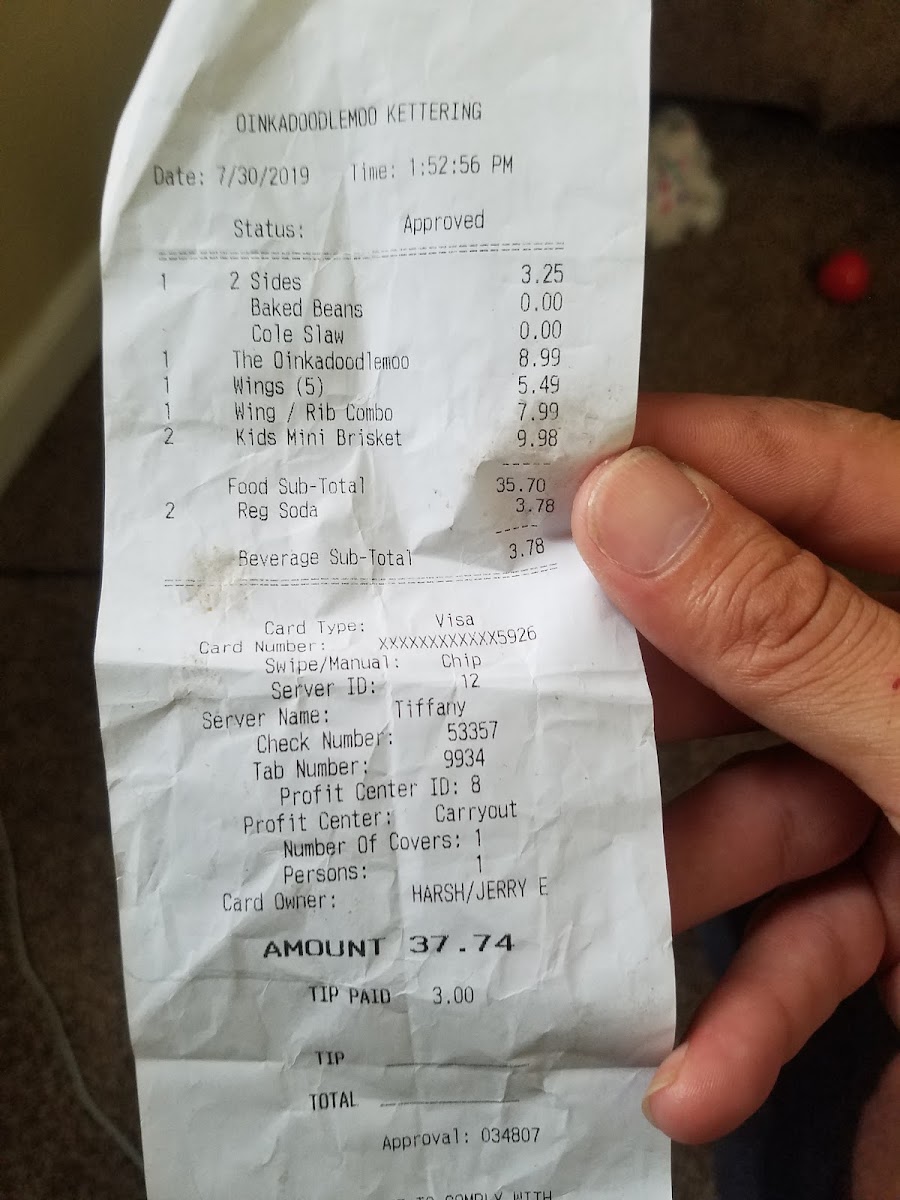 OINKADOODLEMOO KETTERING
Date: 7/30/2019 Time: 1:52:56 PM
Status: Approved
1 2 Sides 3.25
Baked Beans 0.00
Cole Slaw 0.00
1 The Oinkadoodlemoo 8.99
1 Wings (5) 5.49
1 Wing / Rib Combo 7.99
2 Kids Mini Brisket 9.98
Food Sub-Total 35.70
2 Reg Soda 3.78
Beverage Sub-Total 3.78
Card Type: Visa
Card Number: XXXXXXXXXXXX5926
Swipe/Manual: Chip
Server ID: 12
Server Name: Tiffany
Check Number: 53357
Tab Number: 9934
Profit Center ID: 8
Profit Center: Carryout
Number Of Covers: 1
Persons: 1
Card Owner: HARSH/JERRY E
AMOUNT 37.74
TIP PAID 3.00
TIP
TOTAL
Approval: 034807
TO COMPLY WITH